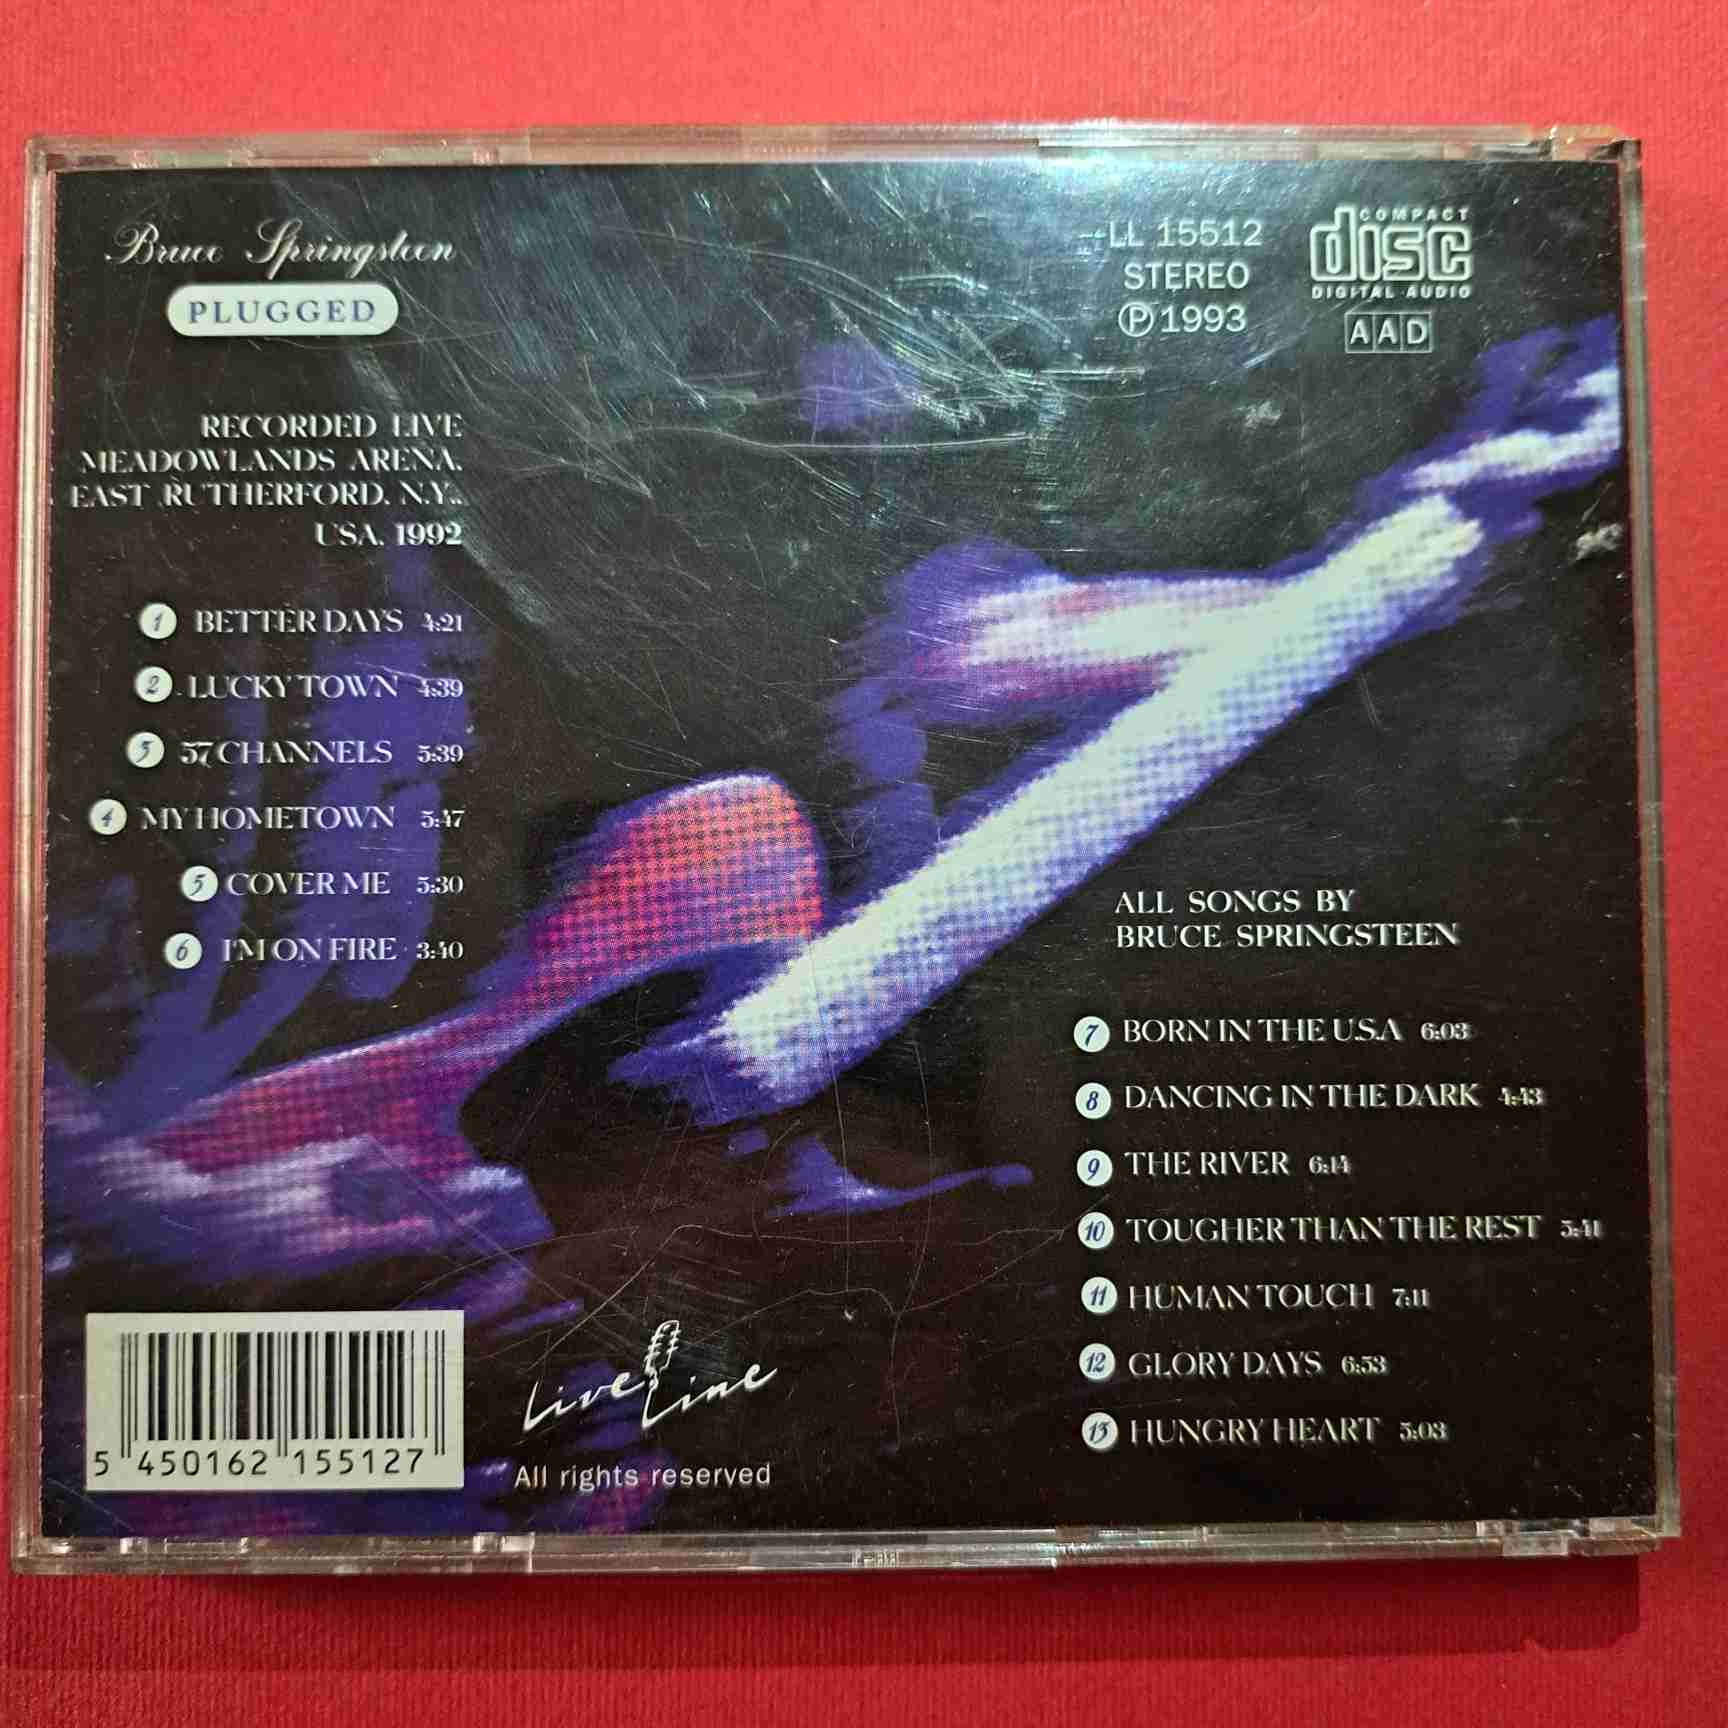 Bruce Springsteen
PLUGGED
LL 15512
STEREO
℗ 1993
COMPACT
disc
DIGITAL AUDIO
AAD
RECORDED LIVE
MEADOWLANDS ARENA,
EAST RUTHERFORD, N.Y.,
USA, 1992
1 BETTER DAYS 4:21
2 LUCKY TOWN 4:39
3 57 CHANNELS 5:39
4 MY HOMETOWN 5:47
5 COVER ME 5:30
6 I'M ON FIRE 3:40
ALL SONGS BY
BRUCE SPRINGSTEEN
7 BORN IN THE U.S.A 6:03
8 DANCING IN THE DARK 4:43
9 THE RIVER 6:14
10 TOUGHER THAN THE REST 5:41
11 HUMAN TOUCH 7:11
12 GLORY DAYS 6:53
13 HUNGRY HEART 5:03
5 450162 155127
Live Line
All rights reserved